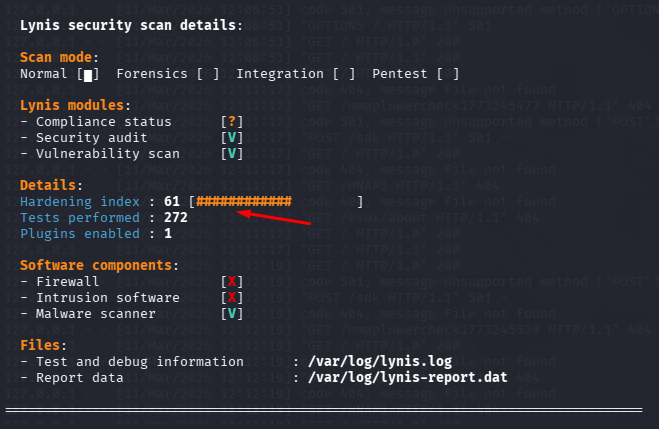 Lynis security scan details:
Scan mode:
Normal [▆] Forensics [ ] Integration [ ] Pentest [ ]
Lynis modules:
- Compliance status [?]
- Security audit [V]
- Vulnerability scan [V]
Details:
Hardening index : 61 [############ ]
Tests performed : 272
Plugins enabled : 1
Software components:
- Firewall [X]
- Intrusion software [X]
- Malware scanner [V]
Files:
- Test and debug information : /var/log/lynis.log
- Report data : /var/log/lynis-report.dat
================================================================================